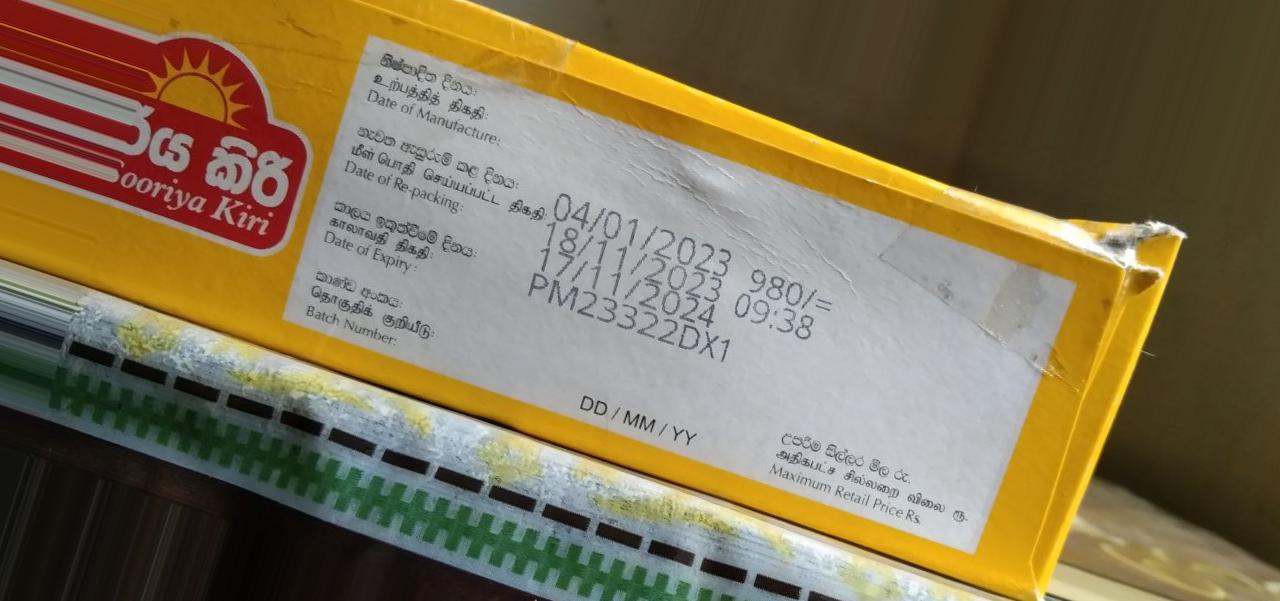 රිය කිරි
Sooriya Kiri
නිෂ්පාදිත දිනය:
உற்பத்தித் திகதி:
Date of Manufacture:
නැවත ඇසුරුම් කළ දිනය:
மீள் பொதி செய்யப்பட்ட திகதி:
Date of Re-packing:
කාලය ඉකුත්වීමේ දිනය:
காலாவதி திகதி:
Date of Expiry:
කාණ්ඩ අංකය:
தொகுதிக் குறியீடு:
Batch Number:
04/01/2023 980/=
18/11/2023 09:38
17/11/2024
PM23322DX1
DD / MM / YY
උපරිම සිල්ලර මිල රු.
அதிகபட்ச சில்லறை விலை ரூ.
Maximum Retail Price Rs.